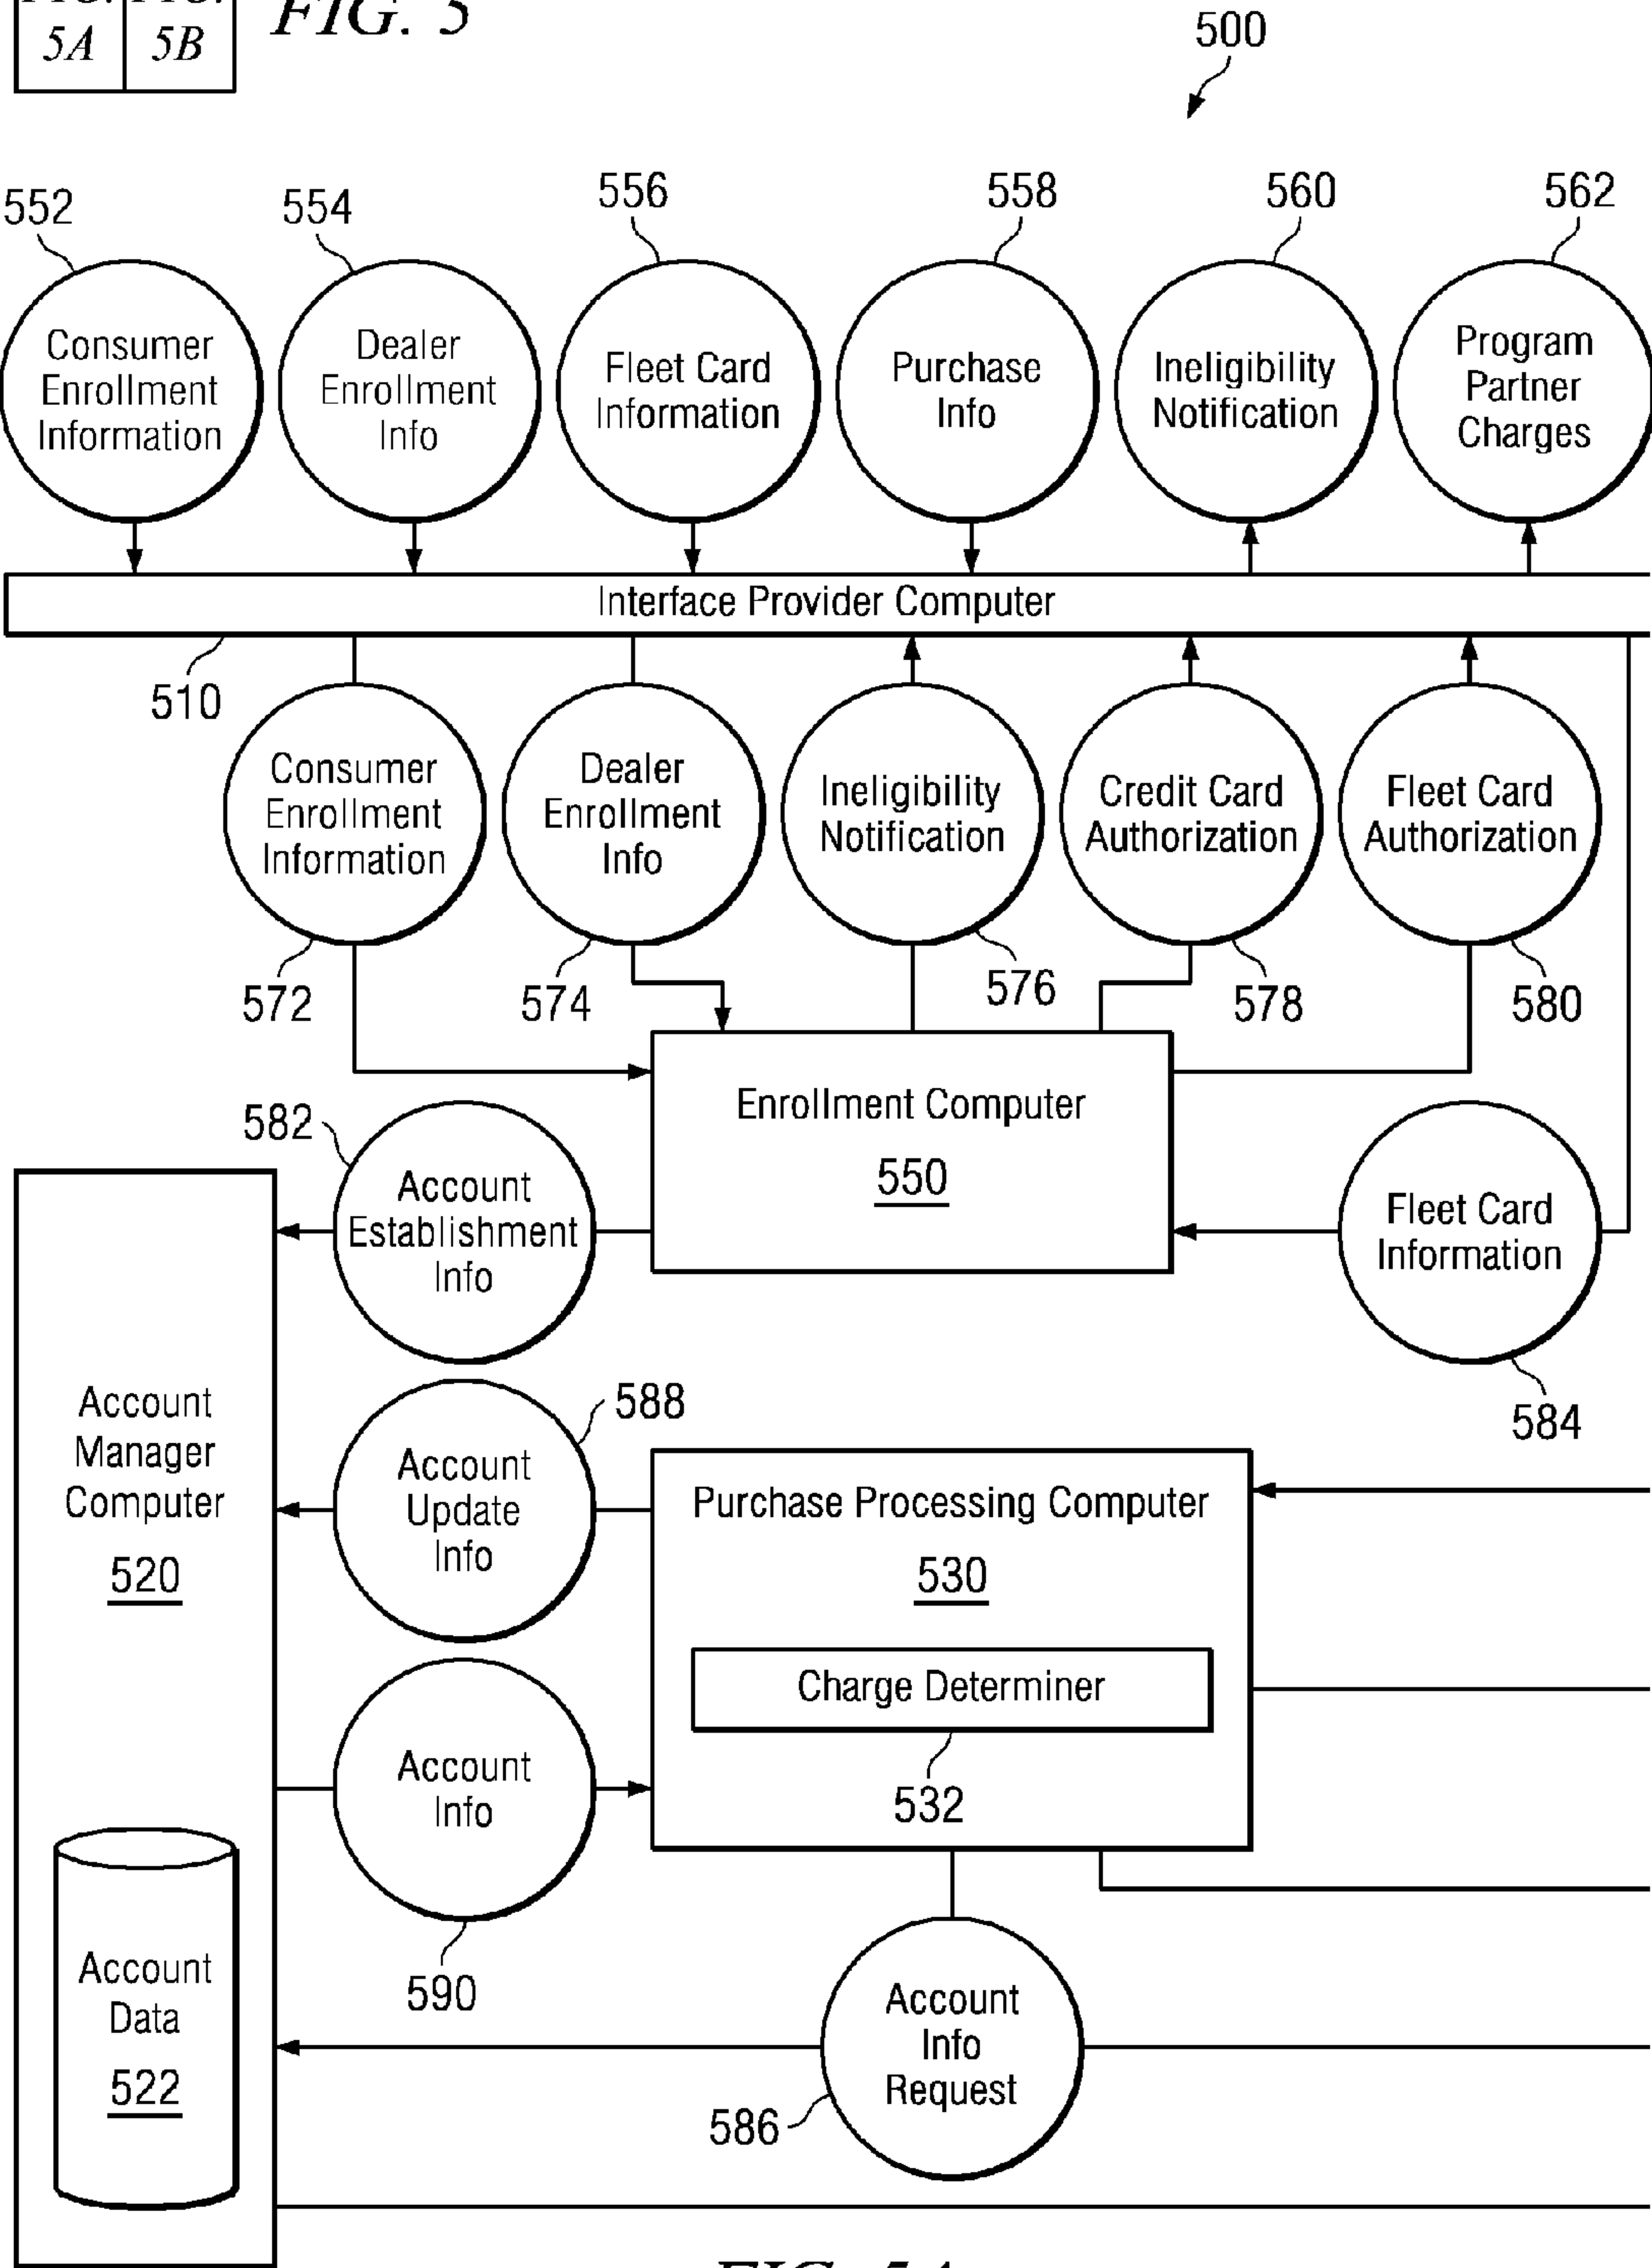 FIG. 5
5A 5B
500
552
554
556
558
560
562
Consumer
Enrollment
Information
Dealer
Enrollment
Info
Fleet Card
Information
Purchase
Info
Ineligibility
Notification
Program
Partner
Charges
Interface Provider Computer
510
Consumer
Enrollment
Information
Dealer
Enrollment
Info
Ineligibility
Notification
Credit Card
Authorization
Fleet Card
Authorization
572
574
576
578
580
Enrollment Computer
550
582
Account
Establishment
Info
Fleet Card
Information
584
Account
Manager
Computer
520
588
Account
Update
Info
Purchase Processing Computer
530
Charge Determiner
532
Account
Info
590
Account
Data
522
Account
Info
Request
586